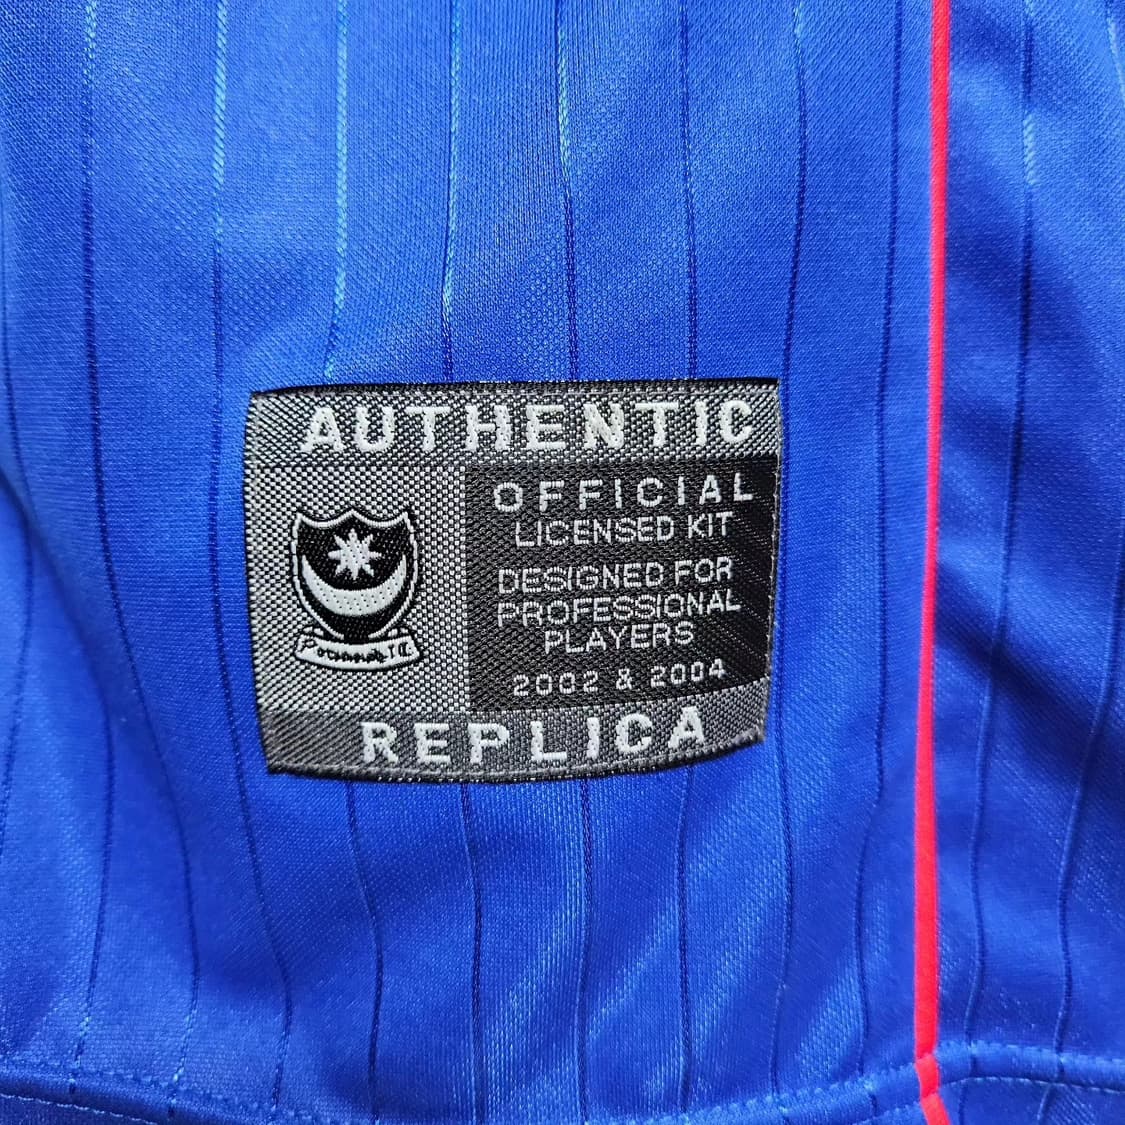 AUTHENTIC
OFFICIAL
LICENSED KIT
DESIGNED FOR
PROFESSIONAL
PLAYERS
2002 & 2004
REPLICA